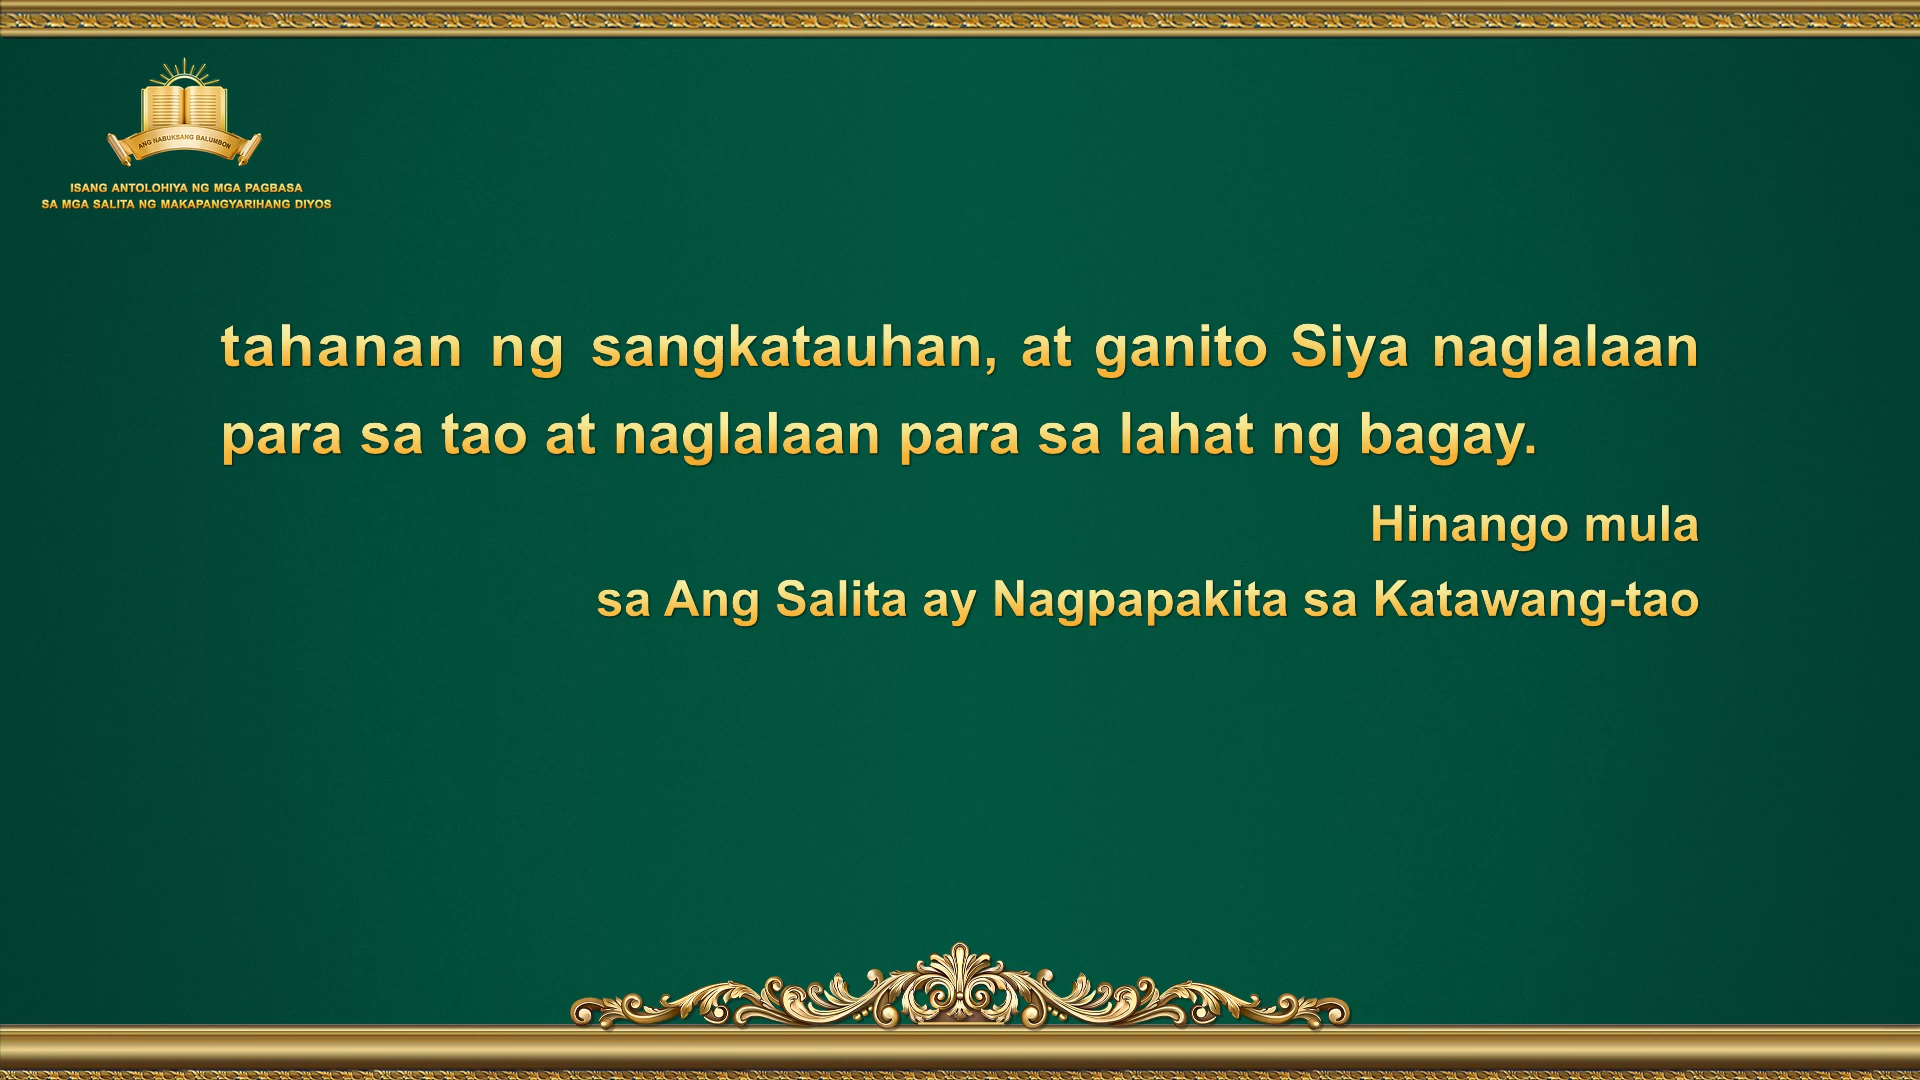 ANG NABUKSANG BALUMBON
ISANG ANTOLOHIYA NG MGA PAGBASA
SA MGA SALITA NG MAKAPANGYARIHANG DIYOS
tahanan ng sangkatauhan, at ganito Siya naglalaan
para sa tao at naglalaan para sa lahat ng bagay.
Hinango mula
sa Ang Salita ay Nagpapakita sa Katawang-tao